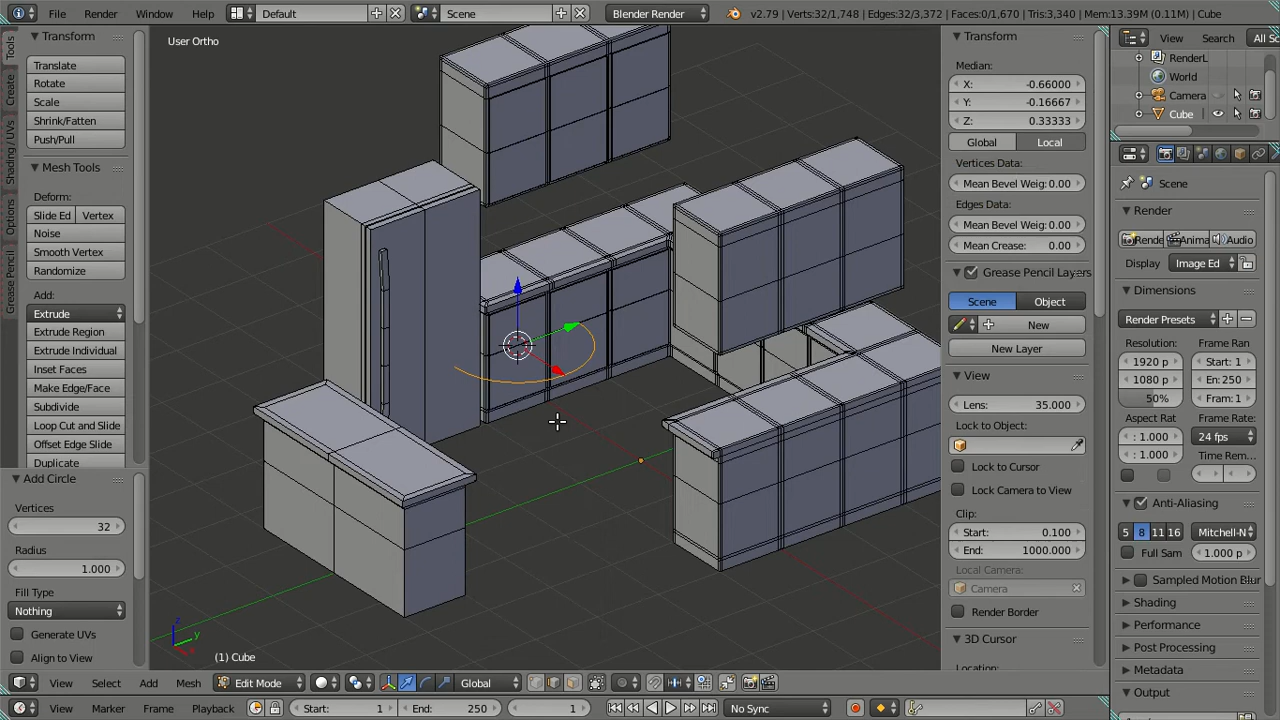 File
Render
Window
Help
Default
Scene
Blender Render
v2.79 | Verts:32/1,748 | Edges:32/3,372 | Faces:0/1,670 | Tris:3,340 | Mem:13.39M (0.11M) | Cube
Tools
Create
Shading / UVs
Options
Grease Pencil
Transform
Translate
Rotate
Scale
Shrink/Fatten
Push/Pull
Mesh Tools
Deform:
Slide Ed
Vertex
Noise
Smooth Vertex
Randomize
Add:
Extrude
Extrude Region
Extrude Individual
Inset Faces
Make Edge/Face
Subdivide
Loop Cut and Slide
Offset Edge Slide
Duplicate
Add Circle
Vertices
32
Radius
1.000
Fill Type
Nothing
Generate UVs
Align to View
User Ortho
z
y
x
(1) Cube
Transform
Median:
X: -0.66000
Y: -0.16667
Z: 0.33333
Global
Local
Vertices Data:
Mean Bevel Weig: 0.00
Edges Data:
Mean Bevel Weig: 0.00
Mean Crease: 0.00
Grease Pencil Layers
Scene
Object
New
New Layer
View
Lens: 35.000
Lock to Object:
Lock to Cursor
Lock Camera to View
Clip:
Start: 0.100
End: 1000.000
Local Camera:
Camera
Render Border
3D Cursor
Location:
View
Search
All Sc
RenderL
World
Camera
Cube
Scene
Render
Rende
Anima
Audio
Display
Image Ed
Dimensions
Render Presets
Resolution:
Frame Ran
1920 p
Start: 1
1080 p
En: 250
50%
Fram: 1
Aspect Rat
Frame Rate:
: 1.000
24 fps
: 1.000
Time Rem...
Anti-Aliasing
5
8
11
16
Mitchell-N
Full Sam
1.000 p
Sampled Motion Blur
Shading
Performance
Post Processing
Metadata
Output
View
Select
Add
Mesh
Edit Mode
Global
View
Marker
Frame
Playback
Start: 1
End: 250
1
No Sync